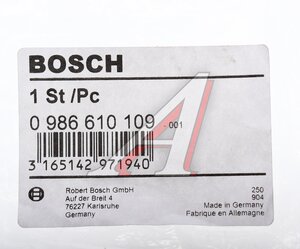 BOSCH
1 St /Pc
0 986 610 109 -001
3 165142 971940
Robert Bosch GmbH
Auf der Breit 4
76227 Karlsruhe
Germany
250
904
Made in Germany
Fabriqué en Allemagne